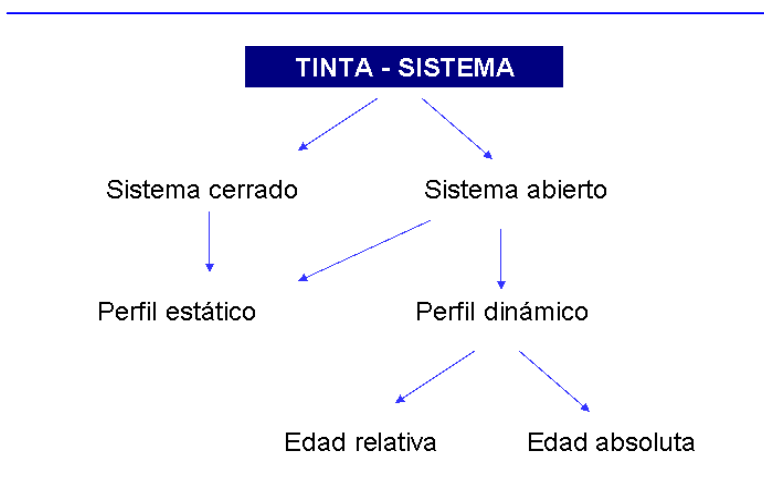 TINTA - SISTEMA
Sistema cerrado
Sistema abierto
Perfil estático
Perfil dinámico
Edad relativa
Edad absoluta